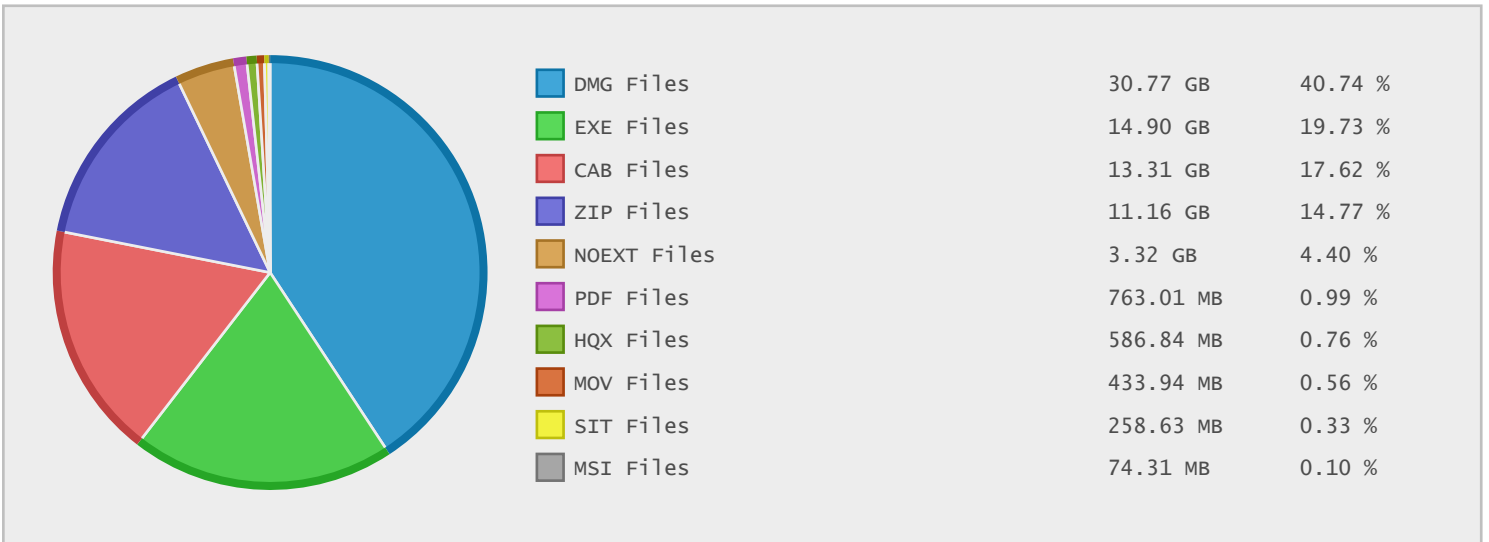 DMG Files 30.77 GB 40.74 %
EXE Files 14.90 GB 19.73 %
CAB Files 13.31 GB 17.62 %
ZIP Files 11.16 GB 14.77 %
NOEXT Files 3.32 GB 4.40 %
PDF Files 763.01 MB 0.99 %
HQX Files 586.84 MB 0.76 %
MOV Files 433.94 MB 0.56 %
SIT Files 258.63 MB 0.33 %
MSI Files 74.31 MB 0.10 %